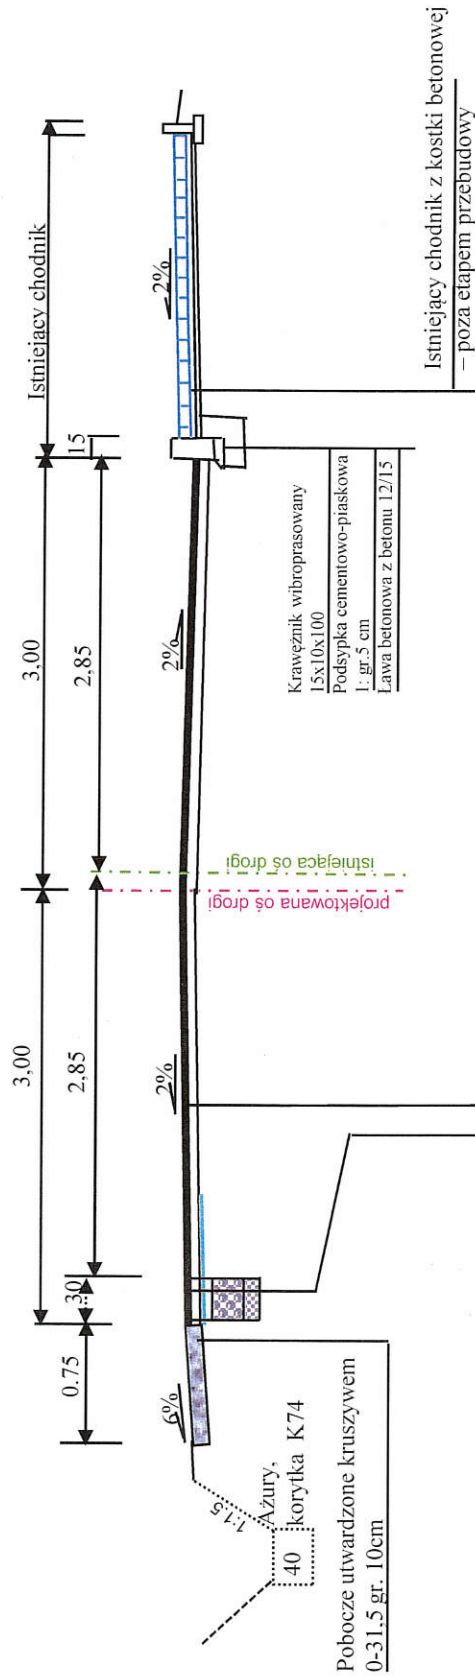 Istniejący chodnik
3,00
3,00
15
2,85
2,85
30
0.75
2%
2%
2%
6%
1:1.5
projektowana oś drogi
istniejąca oś drogi
Ażury,
korytka K74
40
Krawężnik wibroprasowany
15x10x100
Podsypka cementowo-piaskowa
1: gr.5 cm
Ława betonowa z betonu 12/15
Pobocze utwardzone kruszywem
0-31,5 gr. 10cm
Istniejący chodnik z kostki betonowej
– poza etapem przebudowy